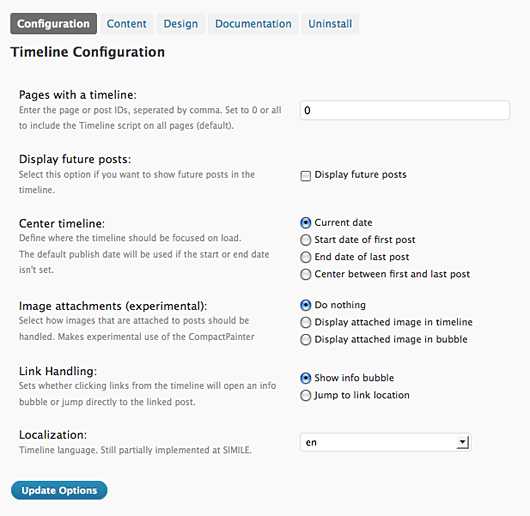 Configuration Content Design Documentation Uninstall
Timeline Configuration
Pages with a timeline:
Enter the page or post IDs, seperated by comma. Set to 0 or all
to include the Timeline script on all pages (default).
0
Display future posts:
Select this option if you want to show future posts in the
timeline.
Display future posts
Center timeline:
Define where the timeline should be focused on load.
The default publish date will be used if the start or end date
isn't set.
Current date
Start date of first post
End date of last post
Center between first and last post
Image attachments (experimental):
Select how images that are attached to posts should be
handled. Makes experimental use of the CompactPainter
Do nothing
Display attached image in timeline
Display attached image in bubble
Link Handling:
Sets whether clicking links from the timeline will open an info
bubble or jump directly to the linked post.
Show info bubble
Jump to link location
Localization:
Timeline language. Still partially implemented at SIMILE.
en
Update Options